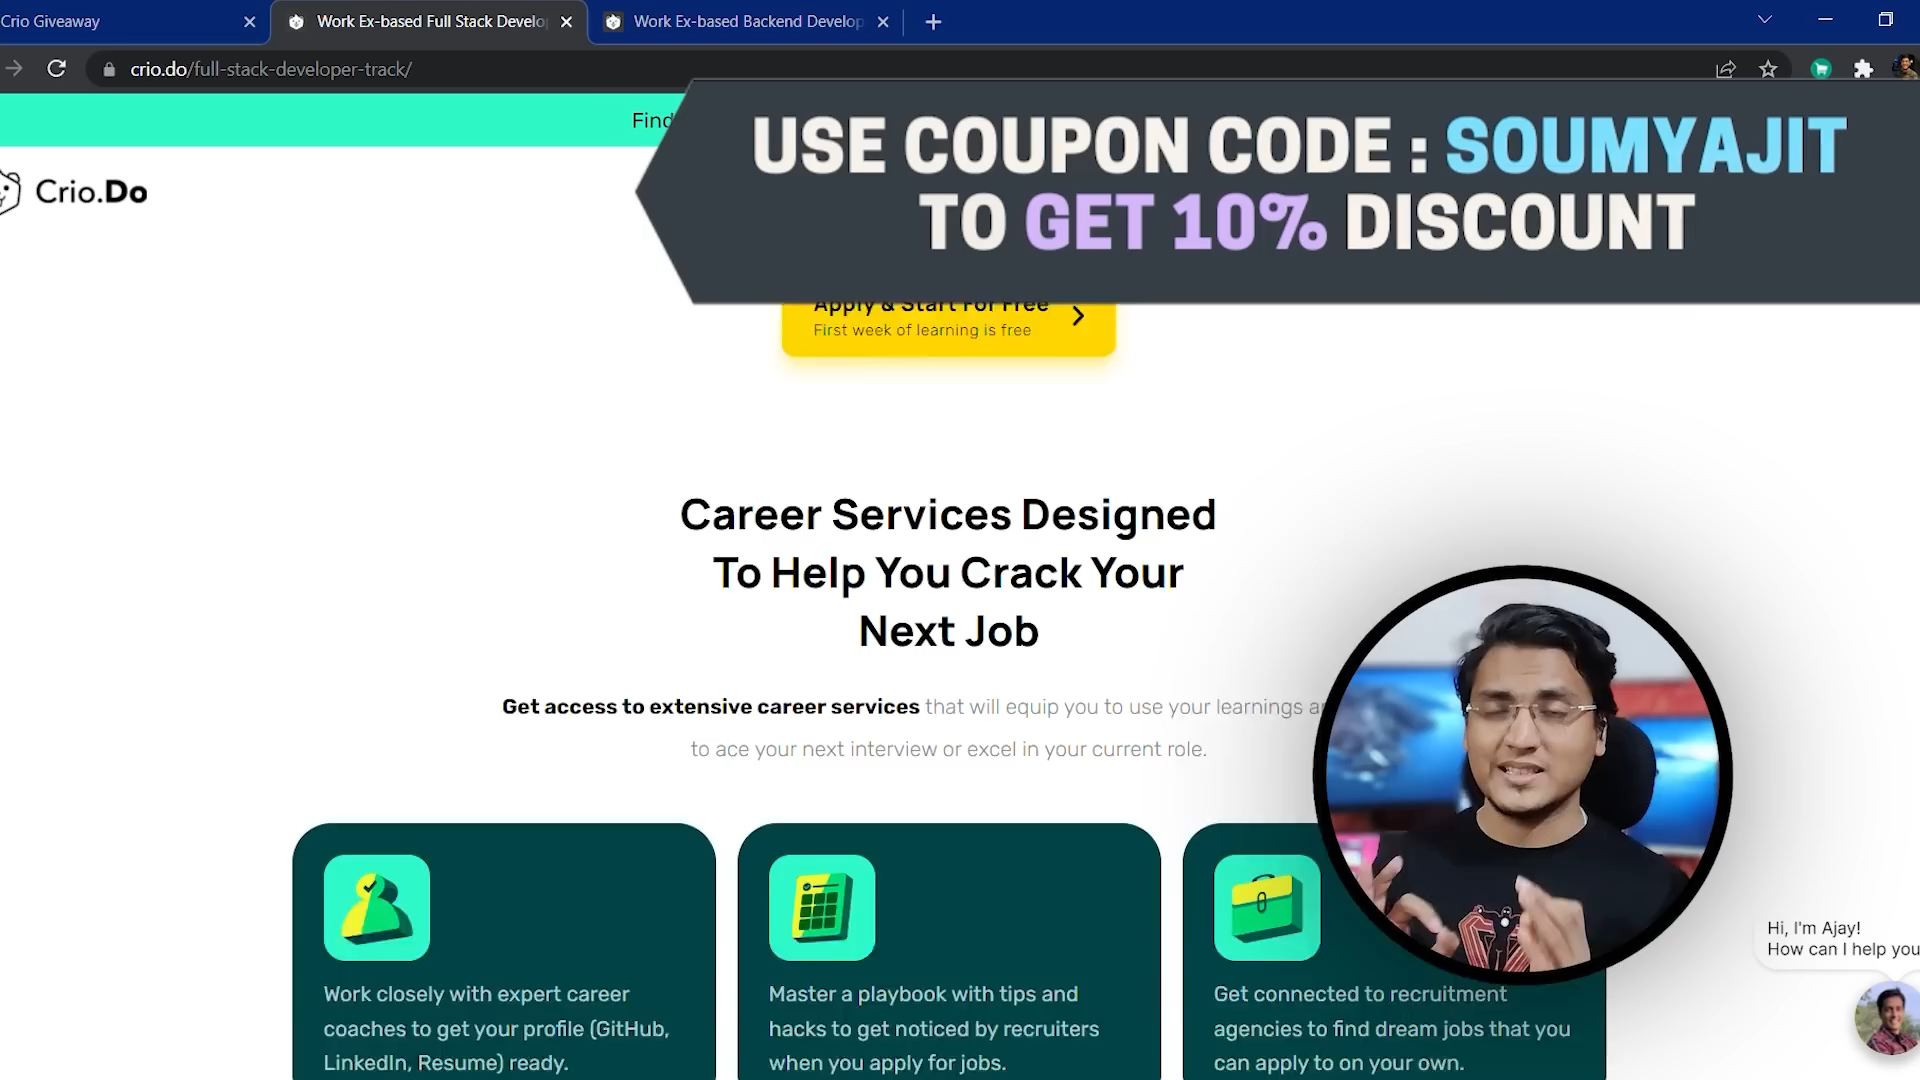 Crio Giveaway
Work Ex-based Full Stack Develo
Work Ex-based Backend Develop
crio.do/full-stack-developer-track/
Find
USE COUPON CODE : SOUMYAJIT
TO GET 10% DISCOUNT
Crio.Do
Apply & Start For Free
First week of learning is free
Career Services Designed
To Help You Crack Your
Next Job
Get access to extensive career services that will equip you to use your learnings
to ace your next interview or excel in your current role.
Work closely with expert career
coaches to get your profile (GitHub,
LinkedIn, Resume) ready.
Master a playbook with tips and
hacks to get noticed by recruiters
when you apply for jobs.
Get connected to recruitment
agencies to find dream jobs that you
can apply to on your own.
Hi, I'm Ajay!
How can I help you